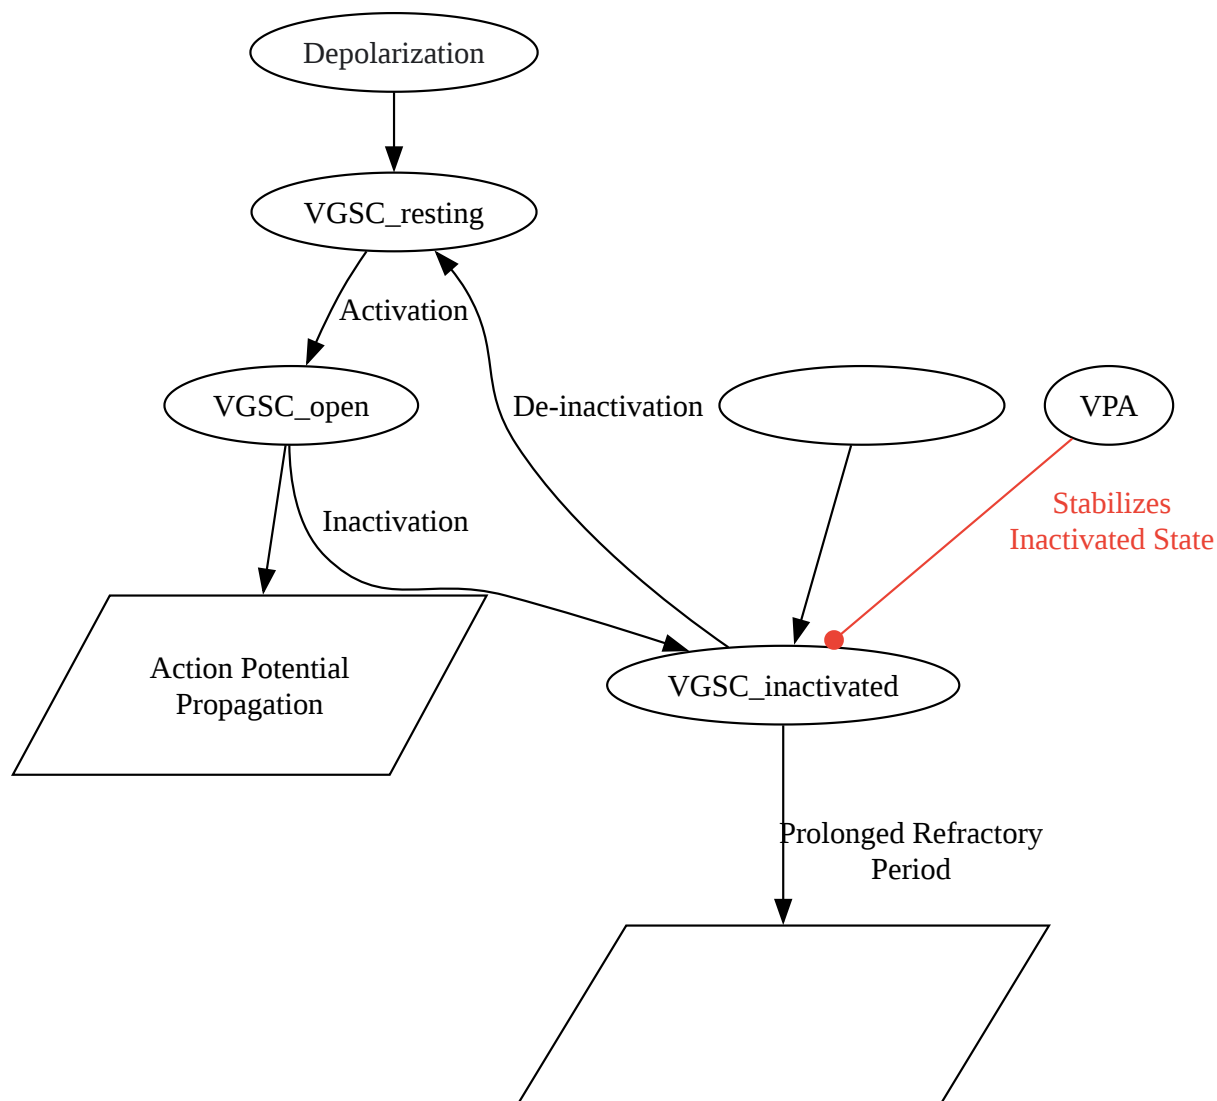 Depolarization
VGSC_resting
Activation
VGSC_open
De-inactivation
VPA
Stabilizes
Inactivated State
Inactivation
Action Potential
Propagation
VGSC_inactivated
Prolonged Refractory
Period